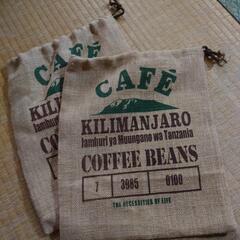 CAFÉ
KILIMANJARO
Jamhuri ya Muungano wa Tanzania
COFFEE BEANS
7 3985 0100
THE NECESSITIES OF LIFE